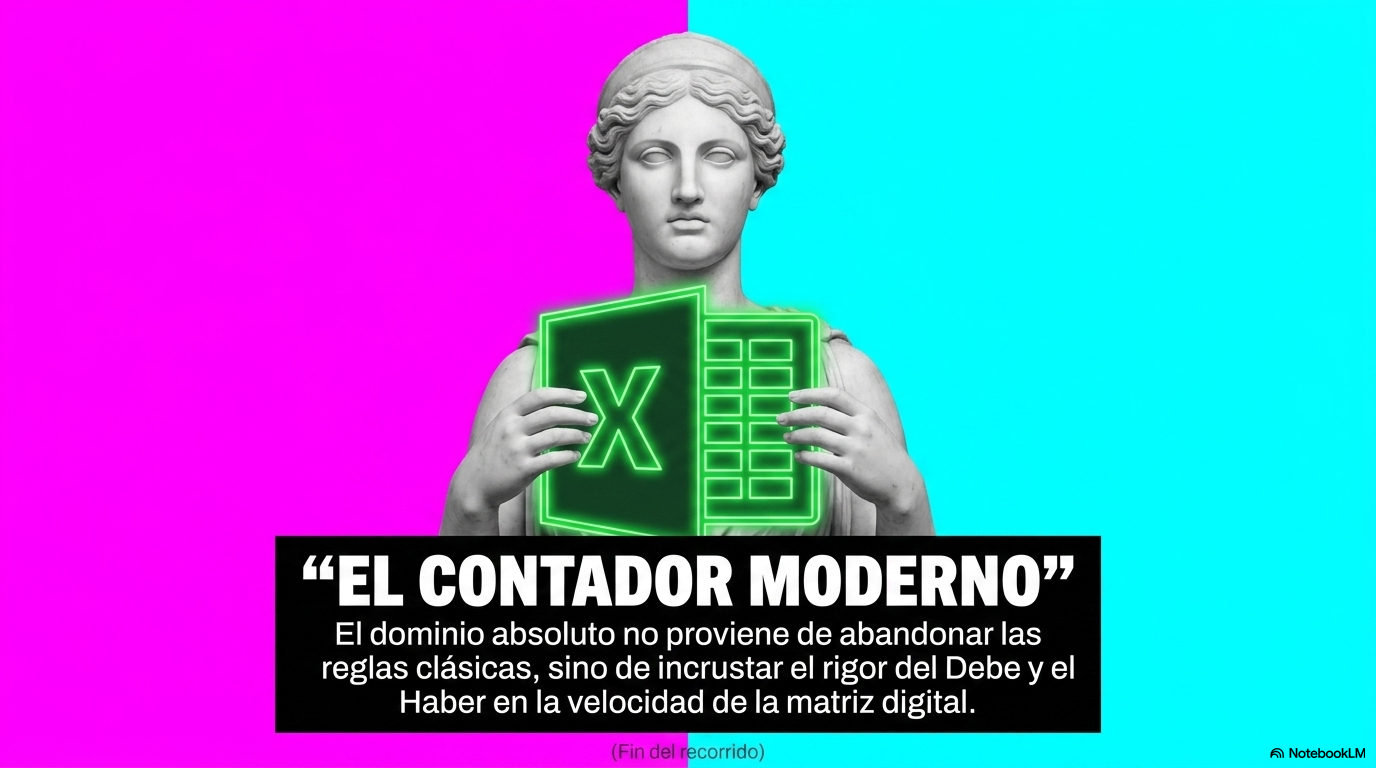 X
“EL CONTADOR MODERNO”
El dominio absoluto no proviene de abandonar las
reglas clásicas, sino de incrustar el rigor del Debe y el
Haber en la velocidad de la matriz digital.
(Fin del recorrido)
NotebookLM